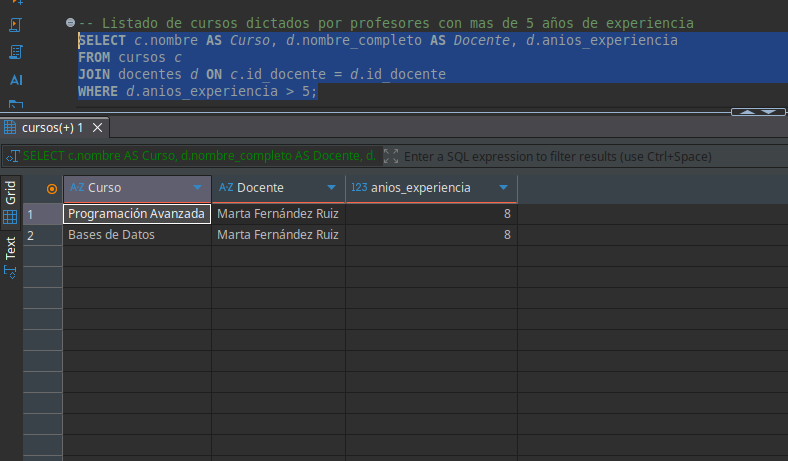 -- Listado de cursos dictados por profesores con mas de 5 años de experiencia
SELECT c.nombre AS Curso, d.nombre_completo AS Docente, d.anios_experiencia
FROM cursos c
JOIN docentes d ON c.id_docente = d.id_docente
WHERE d.anios_experiencia > 5;
AI
cursos(+) 1
SELECT c.nombre AS Curso, d.nombre_completo AS Docente, d. Enter a SQL expression to filter results (use Ctrl+Space)
Grid
Text
A-Z Curso A-Z Docente 123 anios_experiencia
1 Programación Avanzada Marta Fernández Ruiz 8
2 Bases de Datos Marta Fernández Ruiz 8